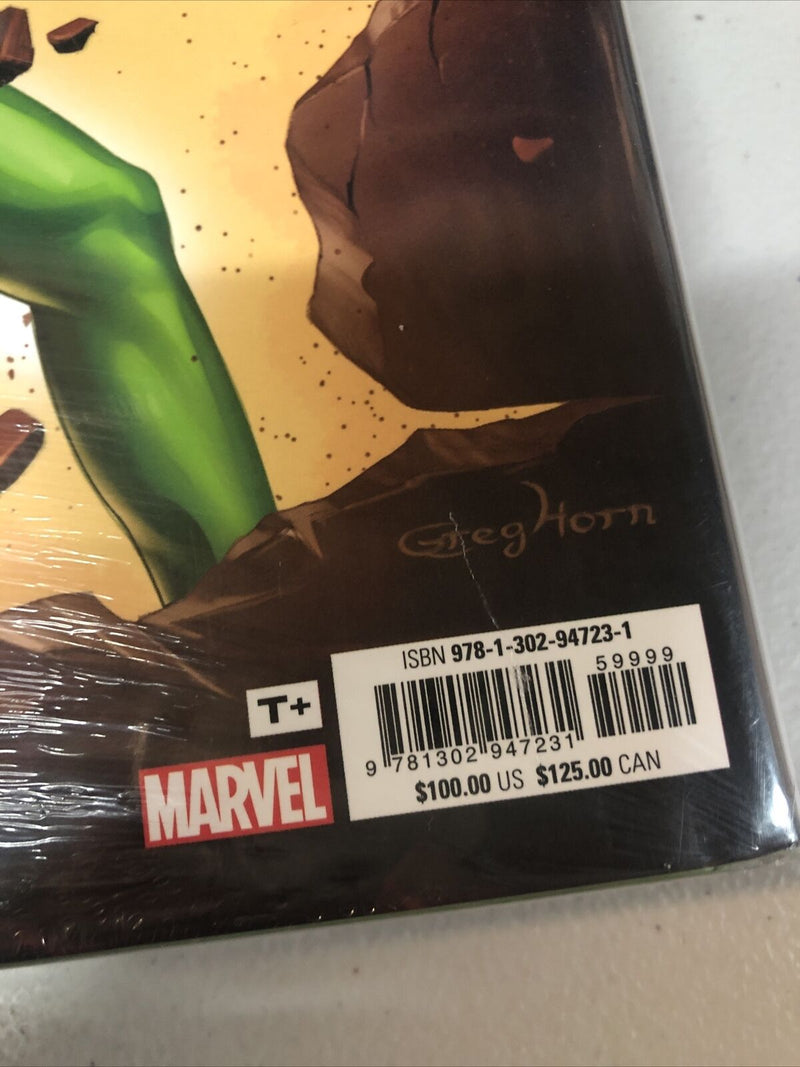 Greg Horn
ISBN 978-1-302-94723-1
59999
9 781302 947231
$100.00 US $125.00 CAN
T+
MARVEL